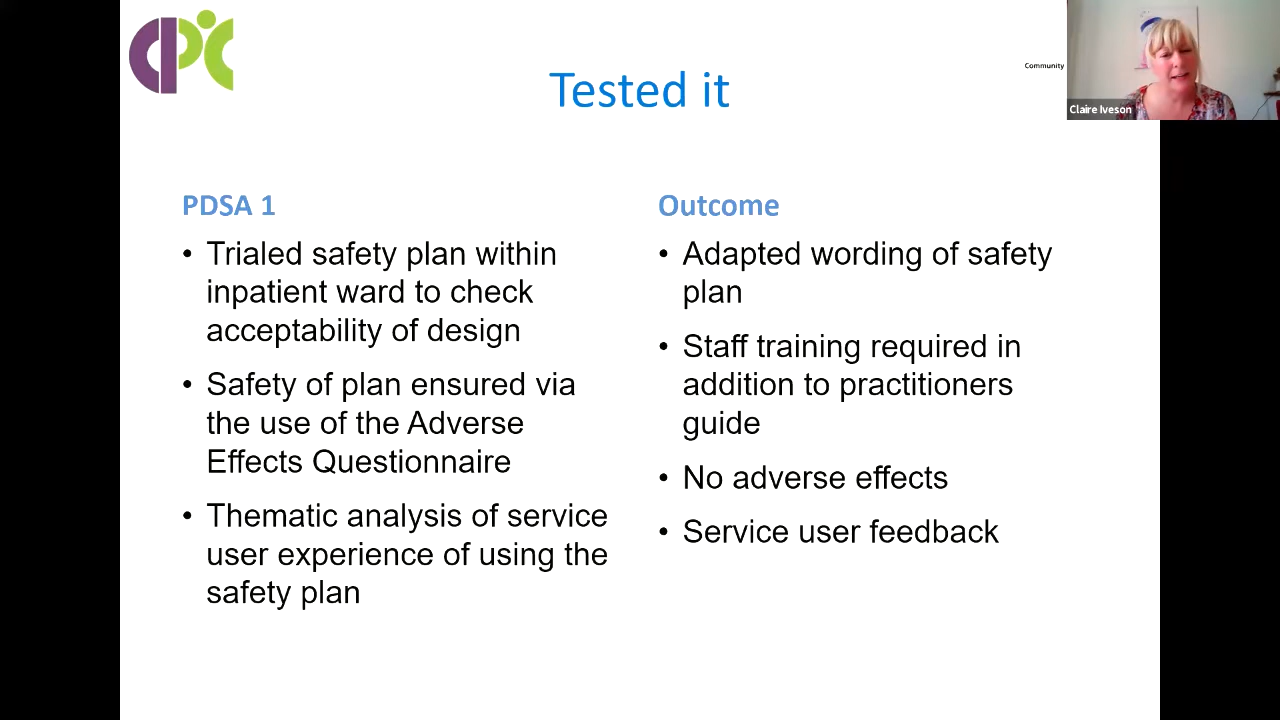 Tested it
Community
Claire Iveson
PDSA 1
• Trialed safety plan within
inpatient ward to check
acceptability of design
• Safety of plan ensured via
the use of the Adverse
Effects Questionnaire
• Thematic analysis of service
user experience of using the
safety plan
Outcome
• Adapted wording of safety
plan
• Staff training required in
addition to practitioners
guide
• No adverse effects
• Service user feedback